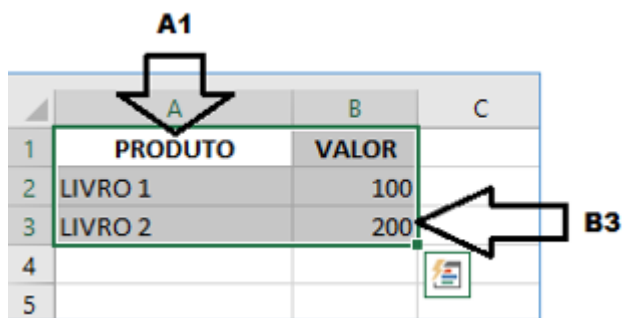 A1
A B C
1 PRODUTO VALOR
2 LIVRO 1 100
3 LIVRO 2 200
B3
4
5